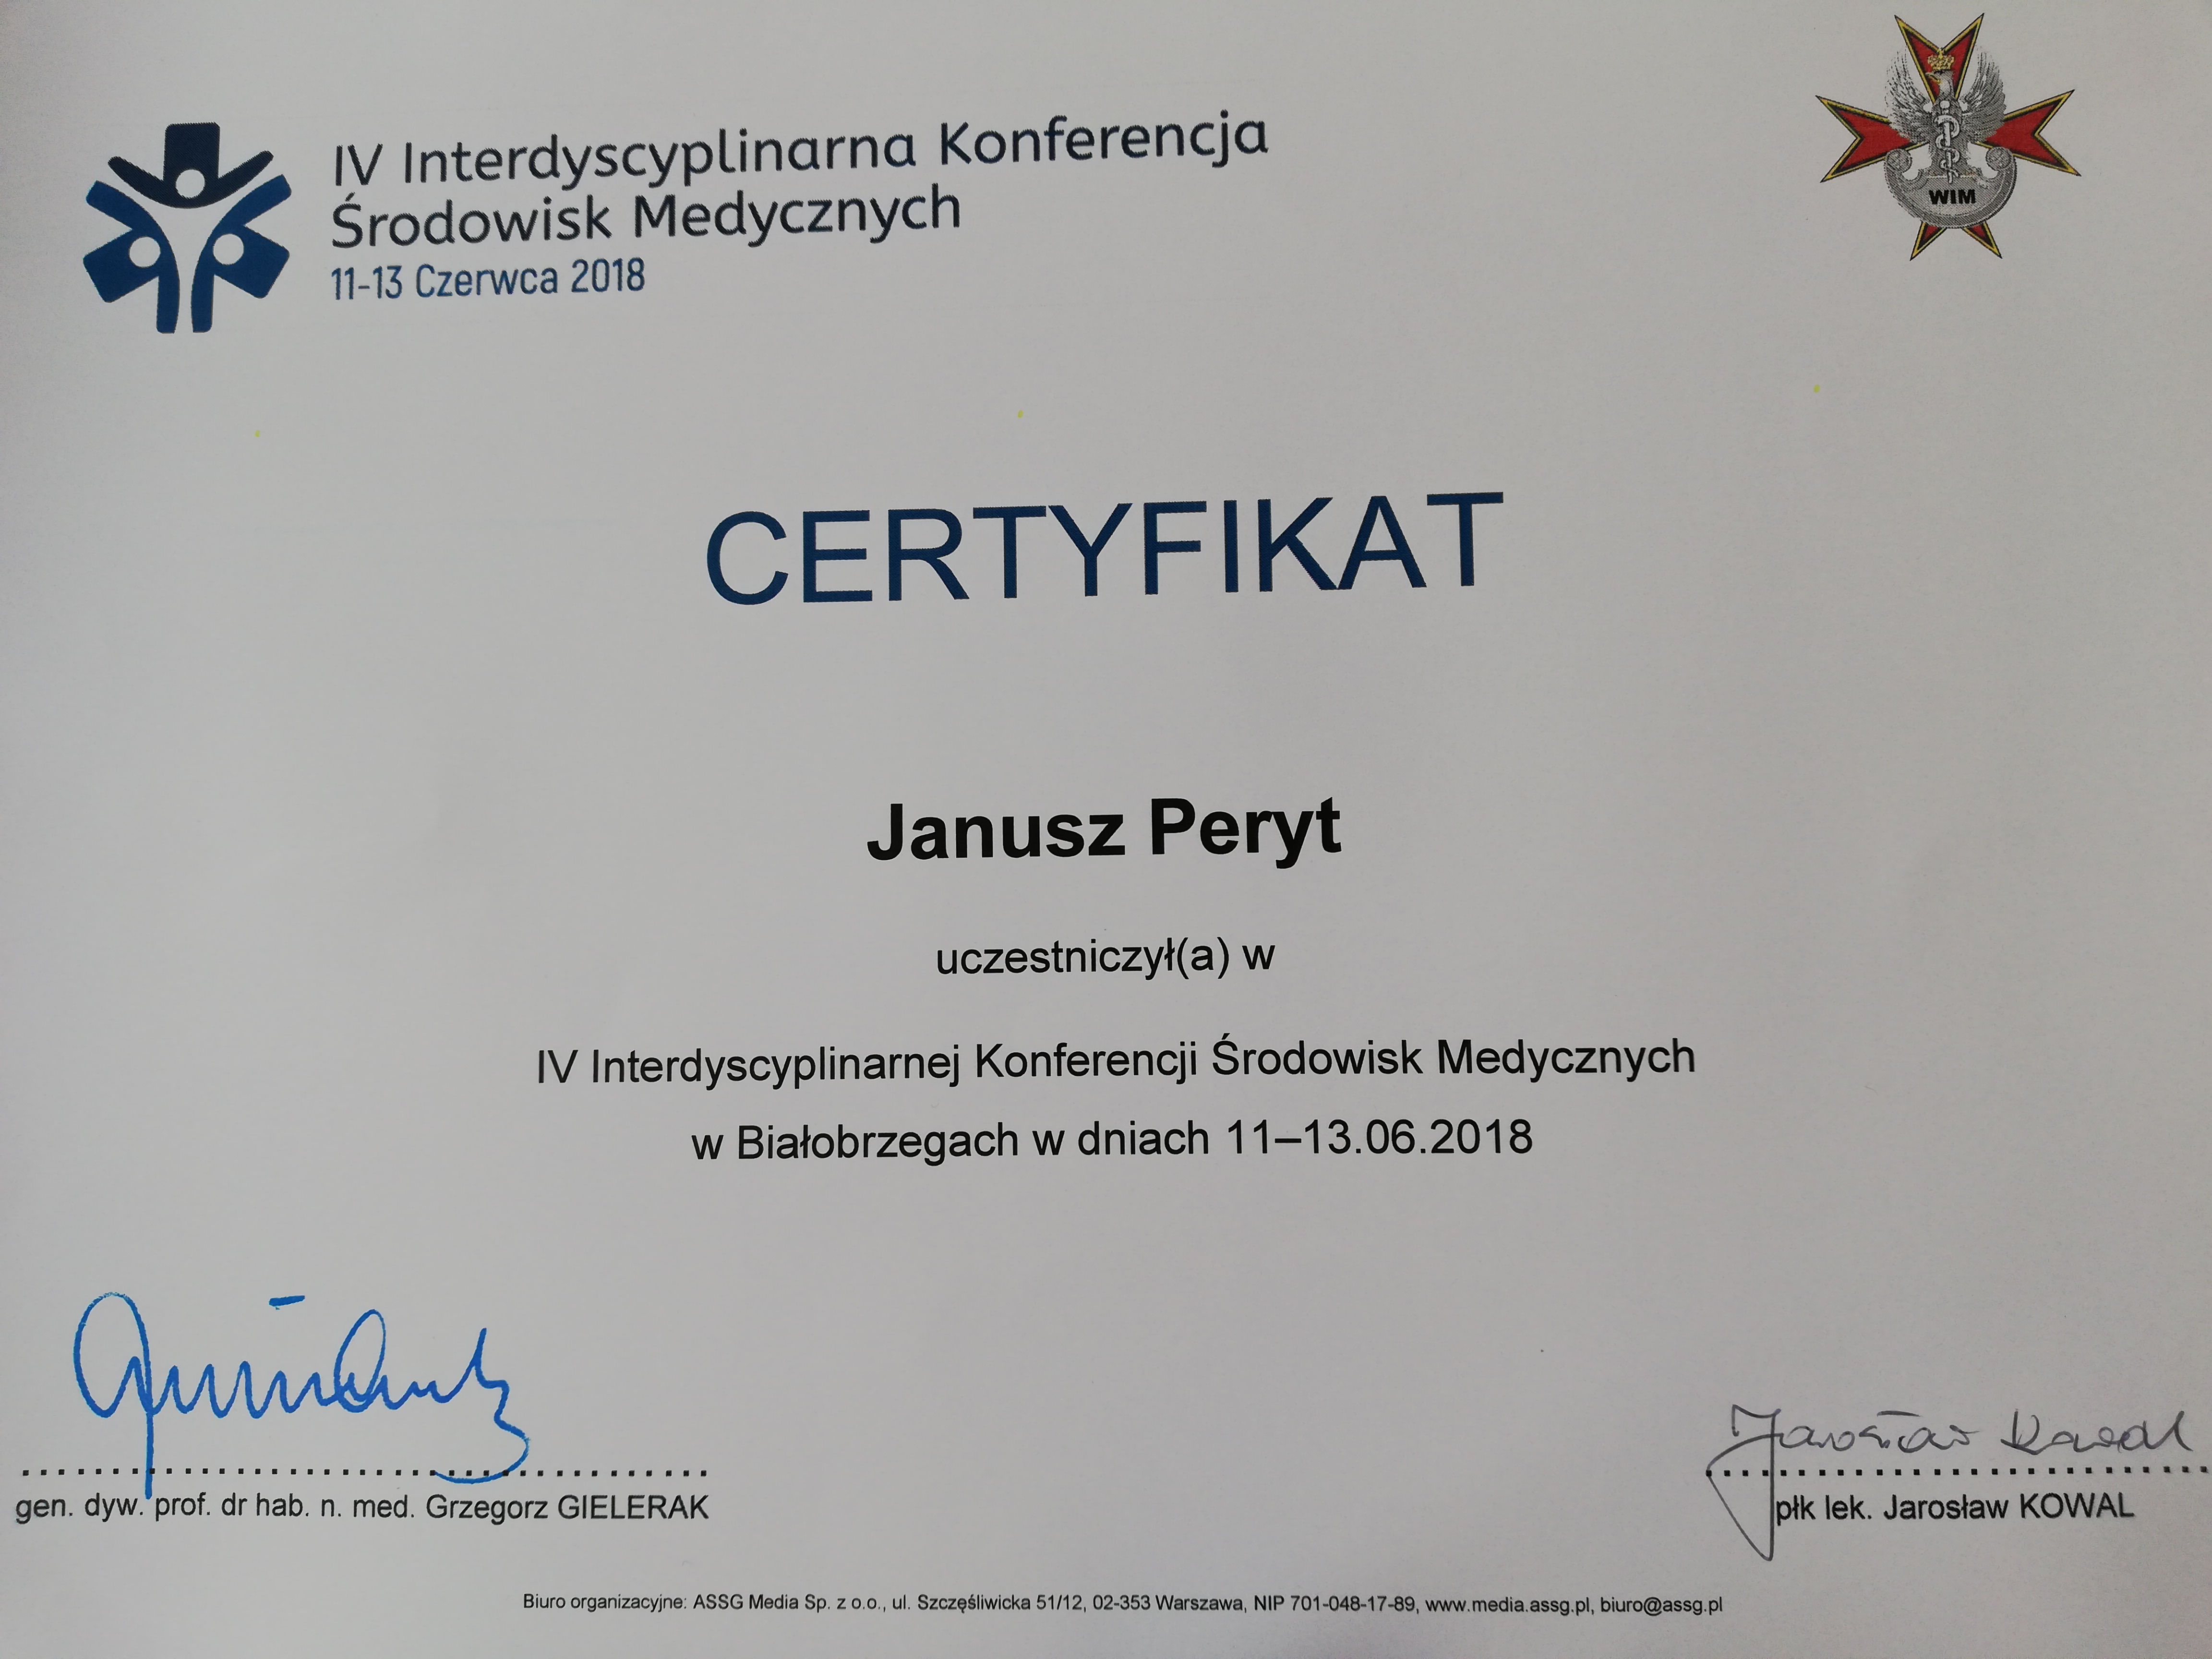 IV Interdyscyplinarna Konferencja
Środowisk Medycznych
11-13 Czerwca 2018
WIM
CERTYFIKAT
Janusz Peryt
uczestniczył(a) w
IV Interdyscyplinarnej Konferencji Środowisk Medycznych
w Białobrzegach w dniach 11–13.06.2018
Jarosław Kowal
gen. dyw. prof. dr hab. n. med. Grzegorz GIELERAK
płk lek. Jarosław KOWAL
Biuro organizacyjne: ASSG Media Sp. z o.o., ul. Szczęśliwicka 51/12, 02-353 Warszawa, NIP 701-048-17-89, www.media.assg.pl, biuro@assg.pl